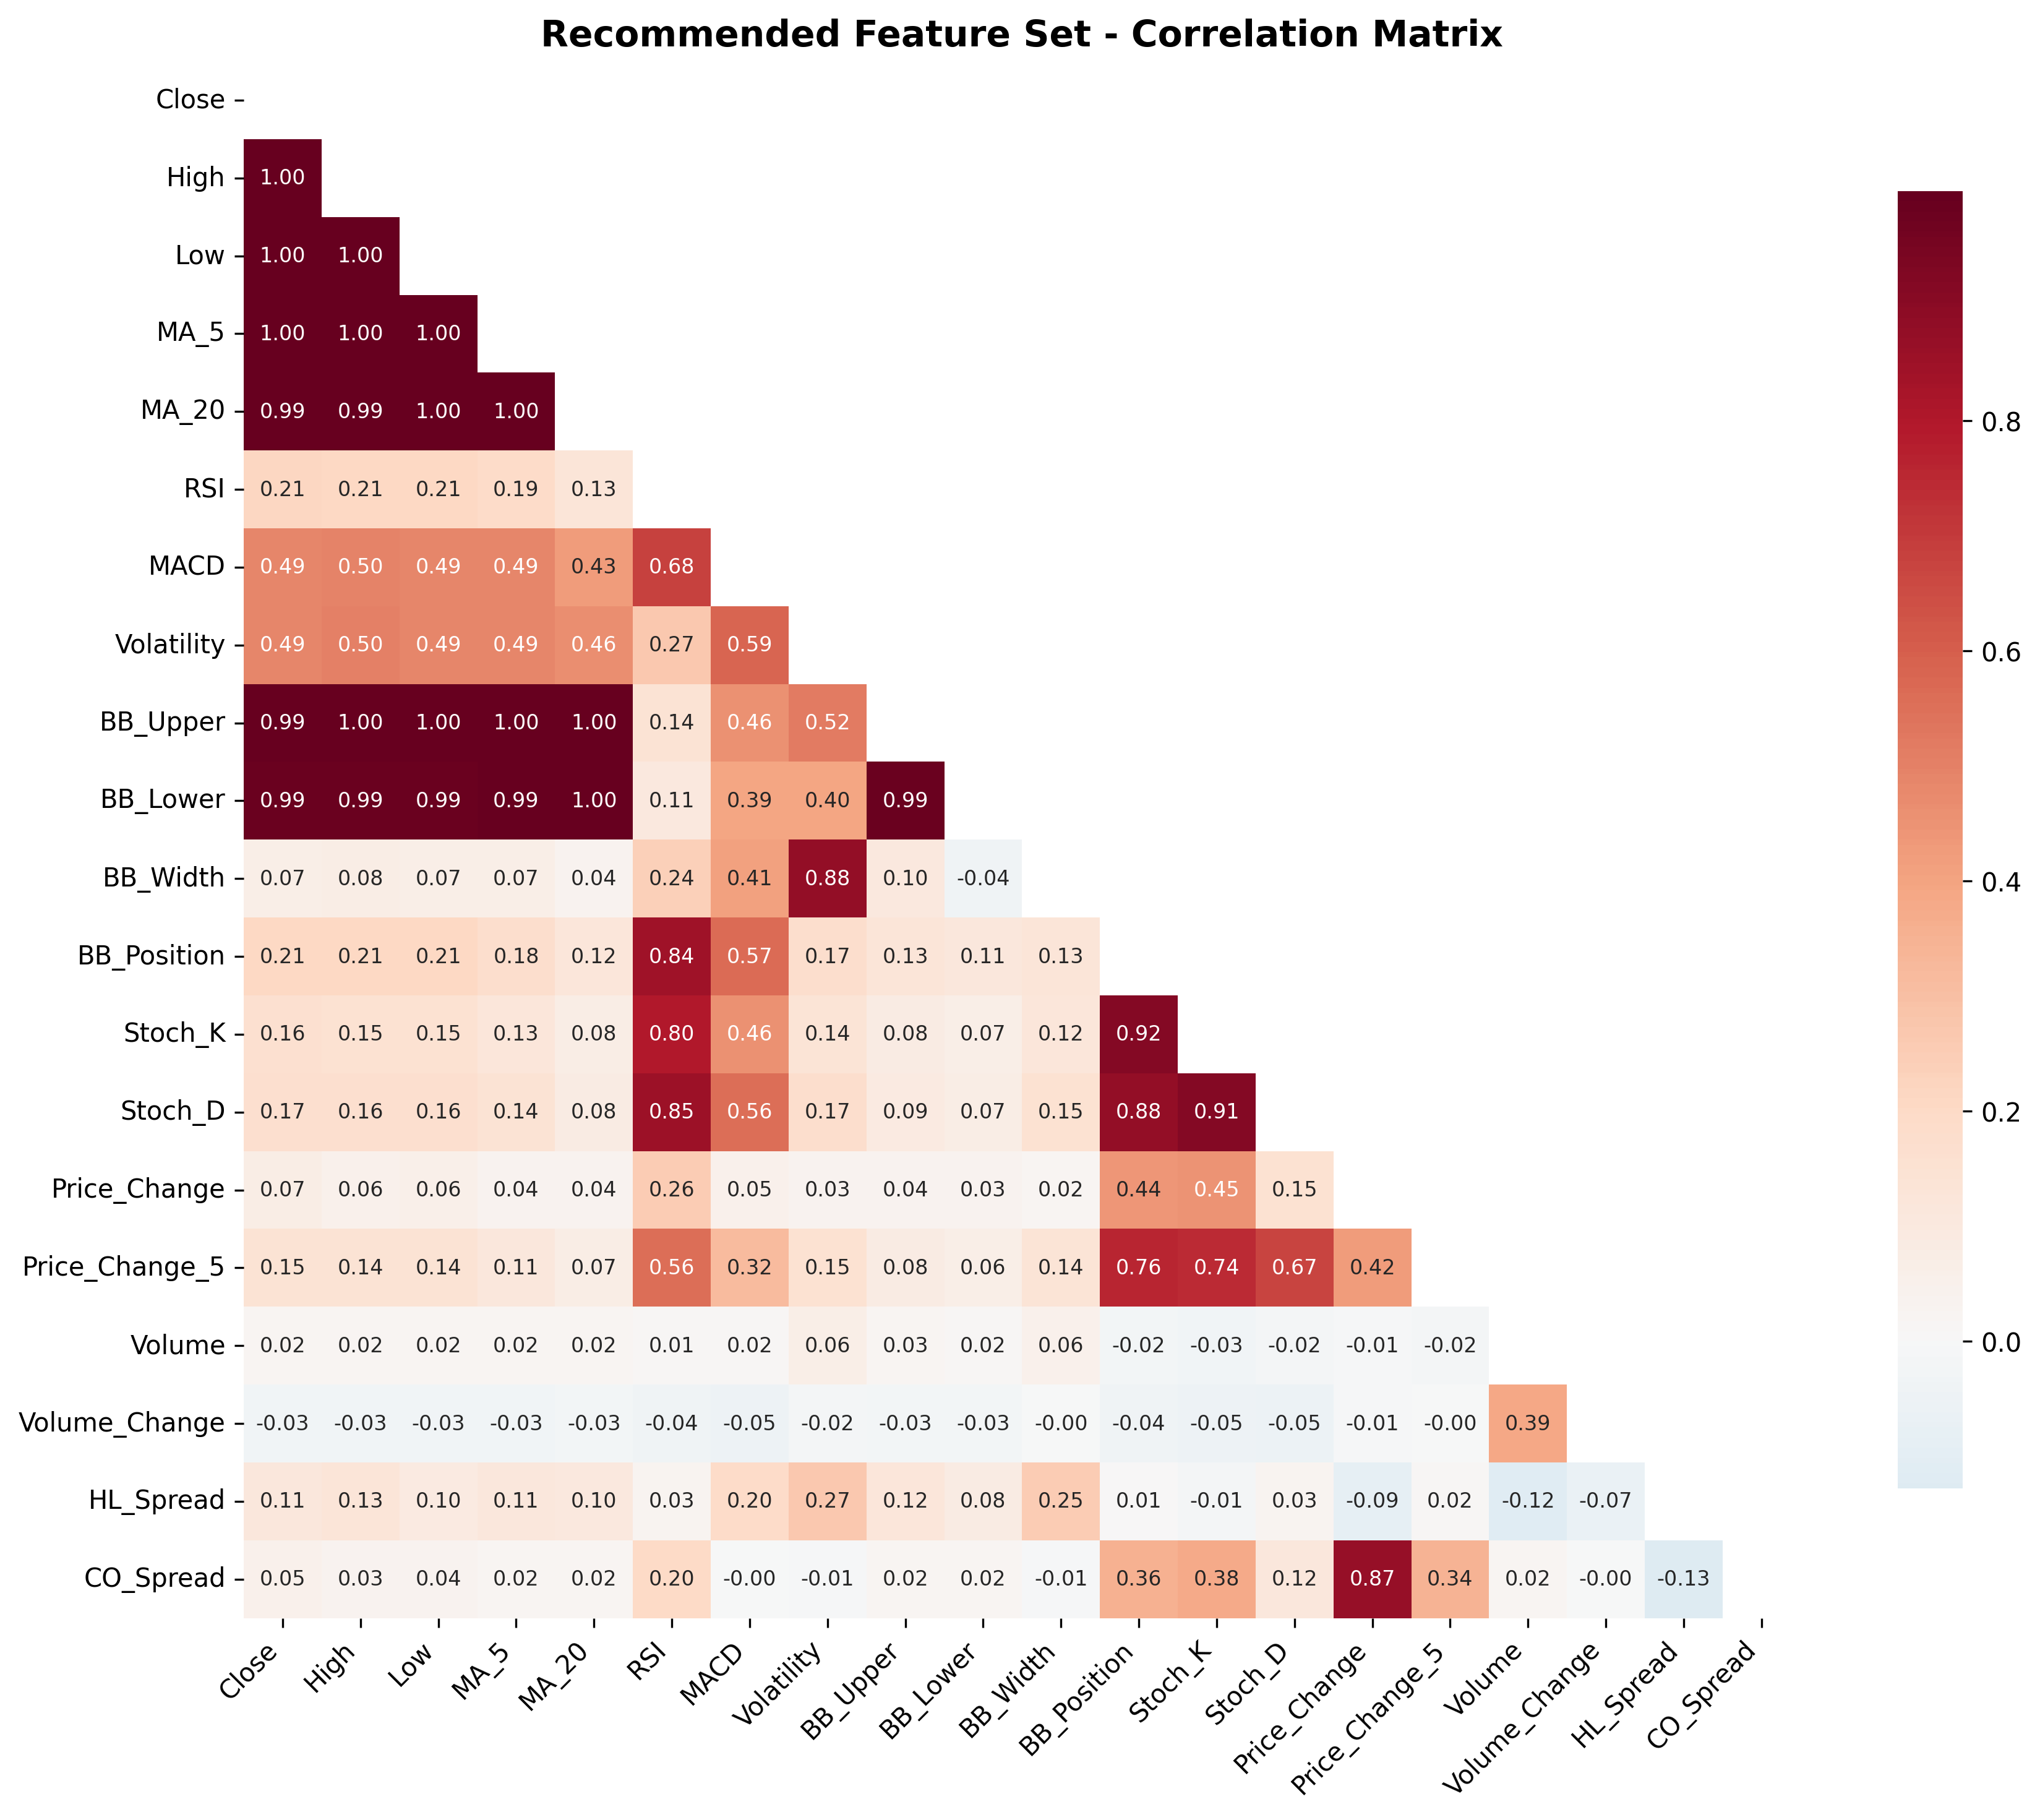 Recommended Feature Set - Correlation Matrix
Close
High 1.00
Low 1.00 1.00
MA_5 1.00 1.00 1.00
MA_20 0.99 0.99 1.00 1.00
RSI 0.21 0.21 0.21 0.19 0.13
MACD 0.49 0.50 0.49 0.49 0.43 0.68
Volatility 0.49 0.50 0.49 0.49 0.46 0.27 0.59
BB_Upper 0.99 1.00 1.00 1.00 1.00 0.14 0.46 0.52
BB_Lower 0.99 0.99 0.99 0.99 1.00 0.11 0.39 0.40 0.99
BB_Width 0.07 0.08 0.07 0.07 0.04 0.24 0.41 0.88 0.10 -0.04
BB_Position 0.21 0.21 0.21 0.18 0.12 0.84 0.57 0.17 0.13 0.11 0.13
Stoch_K 0.16 0.15 0.15 0.13 0.08 0.80 0.46 0.14 0.08 0.07 0.12 0.92
Stoch_D 0.17 0.16 0.16 0.14 0.08 0.85 0.56 0.17 0.09 0.07 0.15 0.88 0.91
Price_Change 0.07 0.06 0.06 0.04 0.04 0.26 0.05 0.03 0.04 0.03 0.02 0.44 0.45 0.15
Price_Change_5 0.15 0.14 0.14 0.11 0.07 0.56 0.32 0.15 0.08 0.06 0.14 0.76 0.74 0.67 0.42
Volume 0.02 0.02 0.02 0.02 0.02 0.01 0.02 0.06 0.03 0.02 0.06 -0.02 -0.03 -0.02 -0.01 -0.02
Volume_Change -0.03 -0.03 -0.03 -0.03 -0.03 -0.04 -0.05 -0.02 -0.03 -0.03 -0.00 -0.04 -0.05 -0.05 -0.01 -0.00 0.39
HL_Spread 0.11 0.13 0.10 0.11 0.10 0.03 0.20 0.27 0.12 0.08 0.25 0.01 -0.01 0.03 -0.09 0.02 -0.12 -0.07
CO_Spread 0.05 0.03 0.04 0.02 0.02 0.20 -0.00 -0.01 0.02 0.02 -0.01 0.36 0.38 0.12 0.87 0.34 0.02 -0.00 -0.13
Close High Low MA_5 MA_20 RSI MACD Volatility BB_Upper BB_Lower BB_Width BB_Position Stoch_K Stoch_D Price_Change Price_Change_5 Volume Volume_Change HL_Spread CO_Spread
0.8
0.6
0.4
0.2
0.0